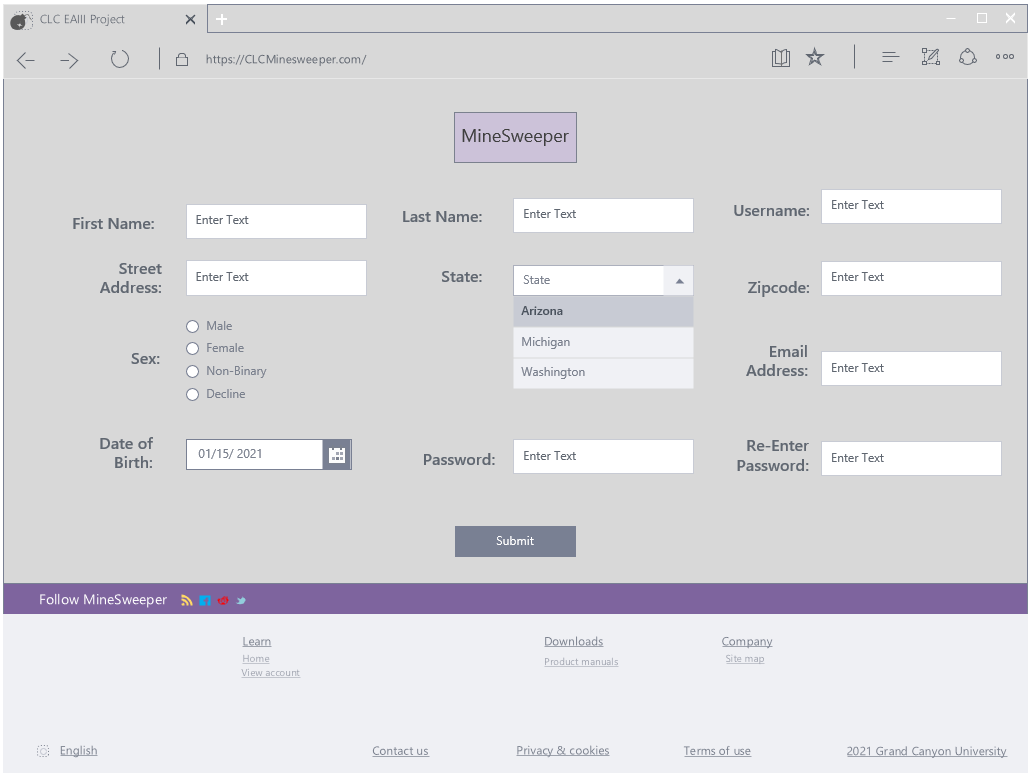 CLC EAIII Project
https://CLCMinesweeper.com/
MineSweeper
First Name:
Enter Text
Last Name:
Enter Text
Username:
Enter Text
Street
Address:
Enter Text
State:
State
Arizona
Michigan
Washington
Zipcode:
Enter Text
Sex:
Male
Female
Non-Binary
Decline
Email
Address:
Enter Text
Date of
Birth:
01/15/ 2021
Password:
Enter Text
Re-Enter
Password:
Enter Text
Submit
Follow MineSweeper
Learn
Home
View account
Downloads
Product manuals
Company
Site map
English
Contact us
Privacy & cookies
Terms of use
2021 Grand Canyon University